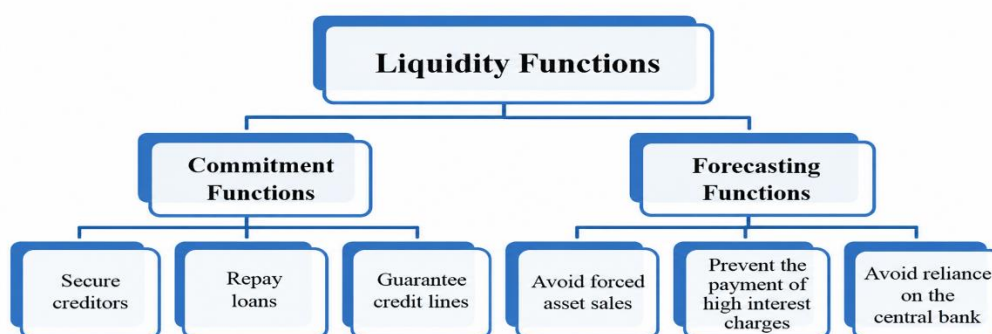 Liquidity Functions
Commitment
Functions
Forecasting
Functions
Secure
creditors
Repay
loans
Guarantee
credit lines
Avoid forced
asset sales
Prevent the
payment of
high interest
charges
Avoid reliance
on the
central bank